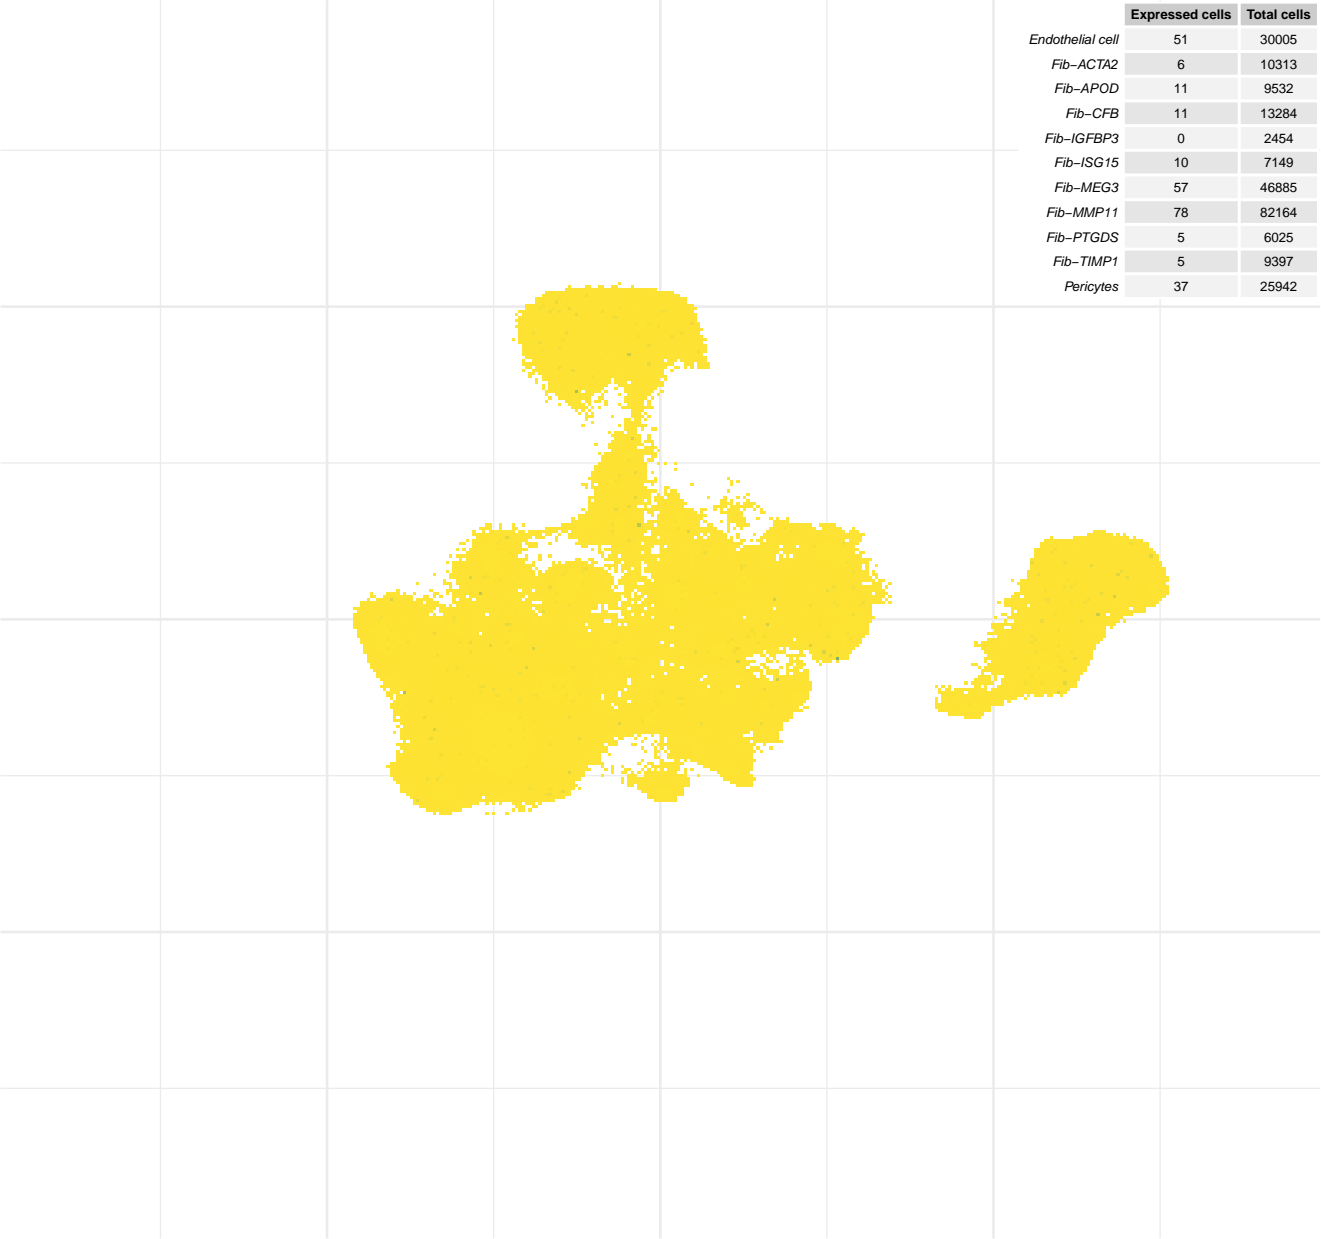 Expressed cells Total cells
Endothelial cell 51 30005
Fib−ACTA2 6 10313
Fib−APOD 11 9532
Fib−CFB 11 13284
Fib−IGFBP3 0 2454
Fib−ISG15 10 7149
Fib−MEG3 57 46885
Fib−MMP11 78 82164
Fib−PTGDS 5 6025
Fib−TIMP1 5 9397
Pericytes 37 25942